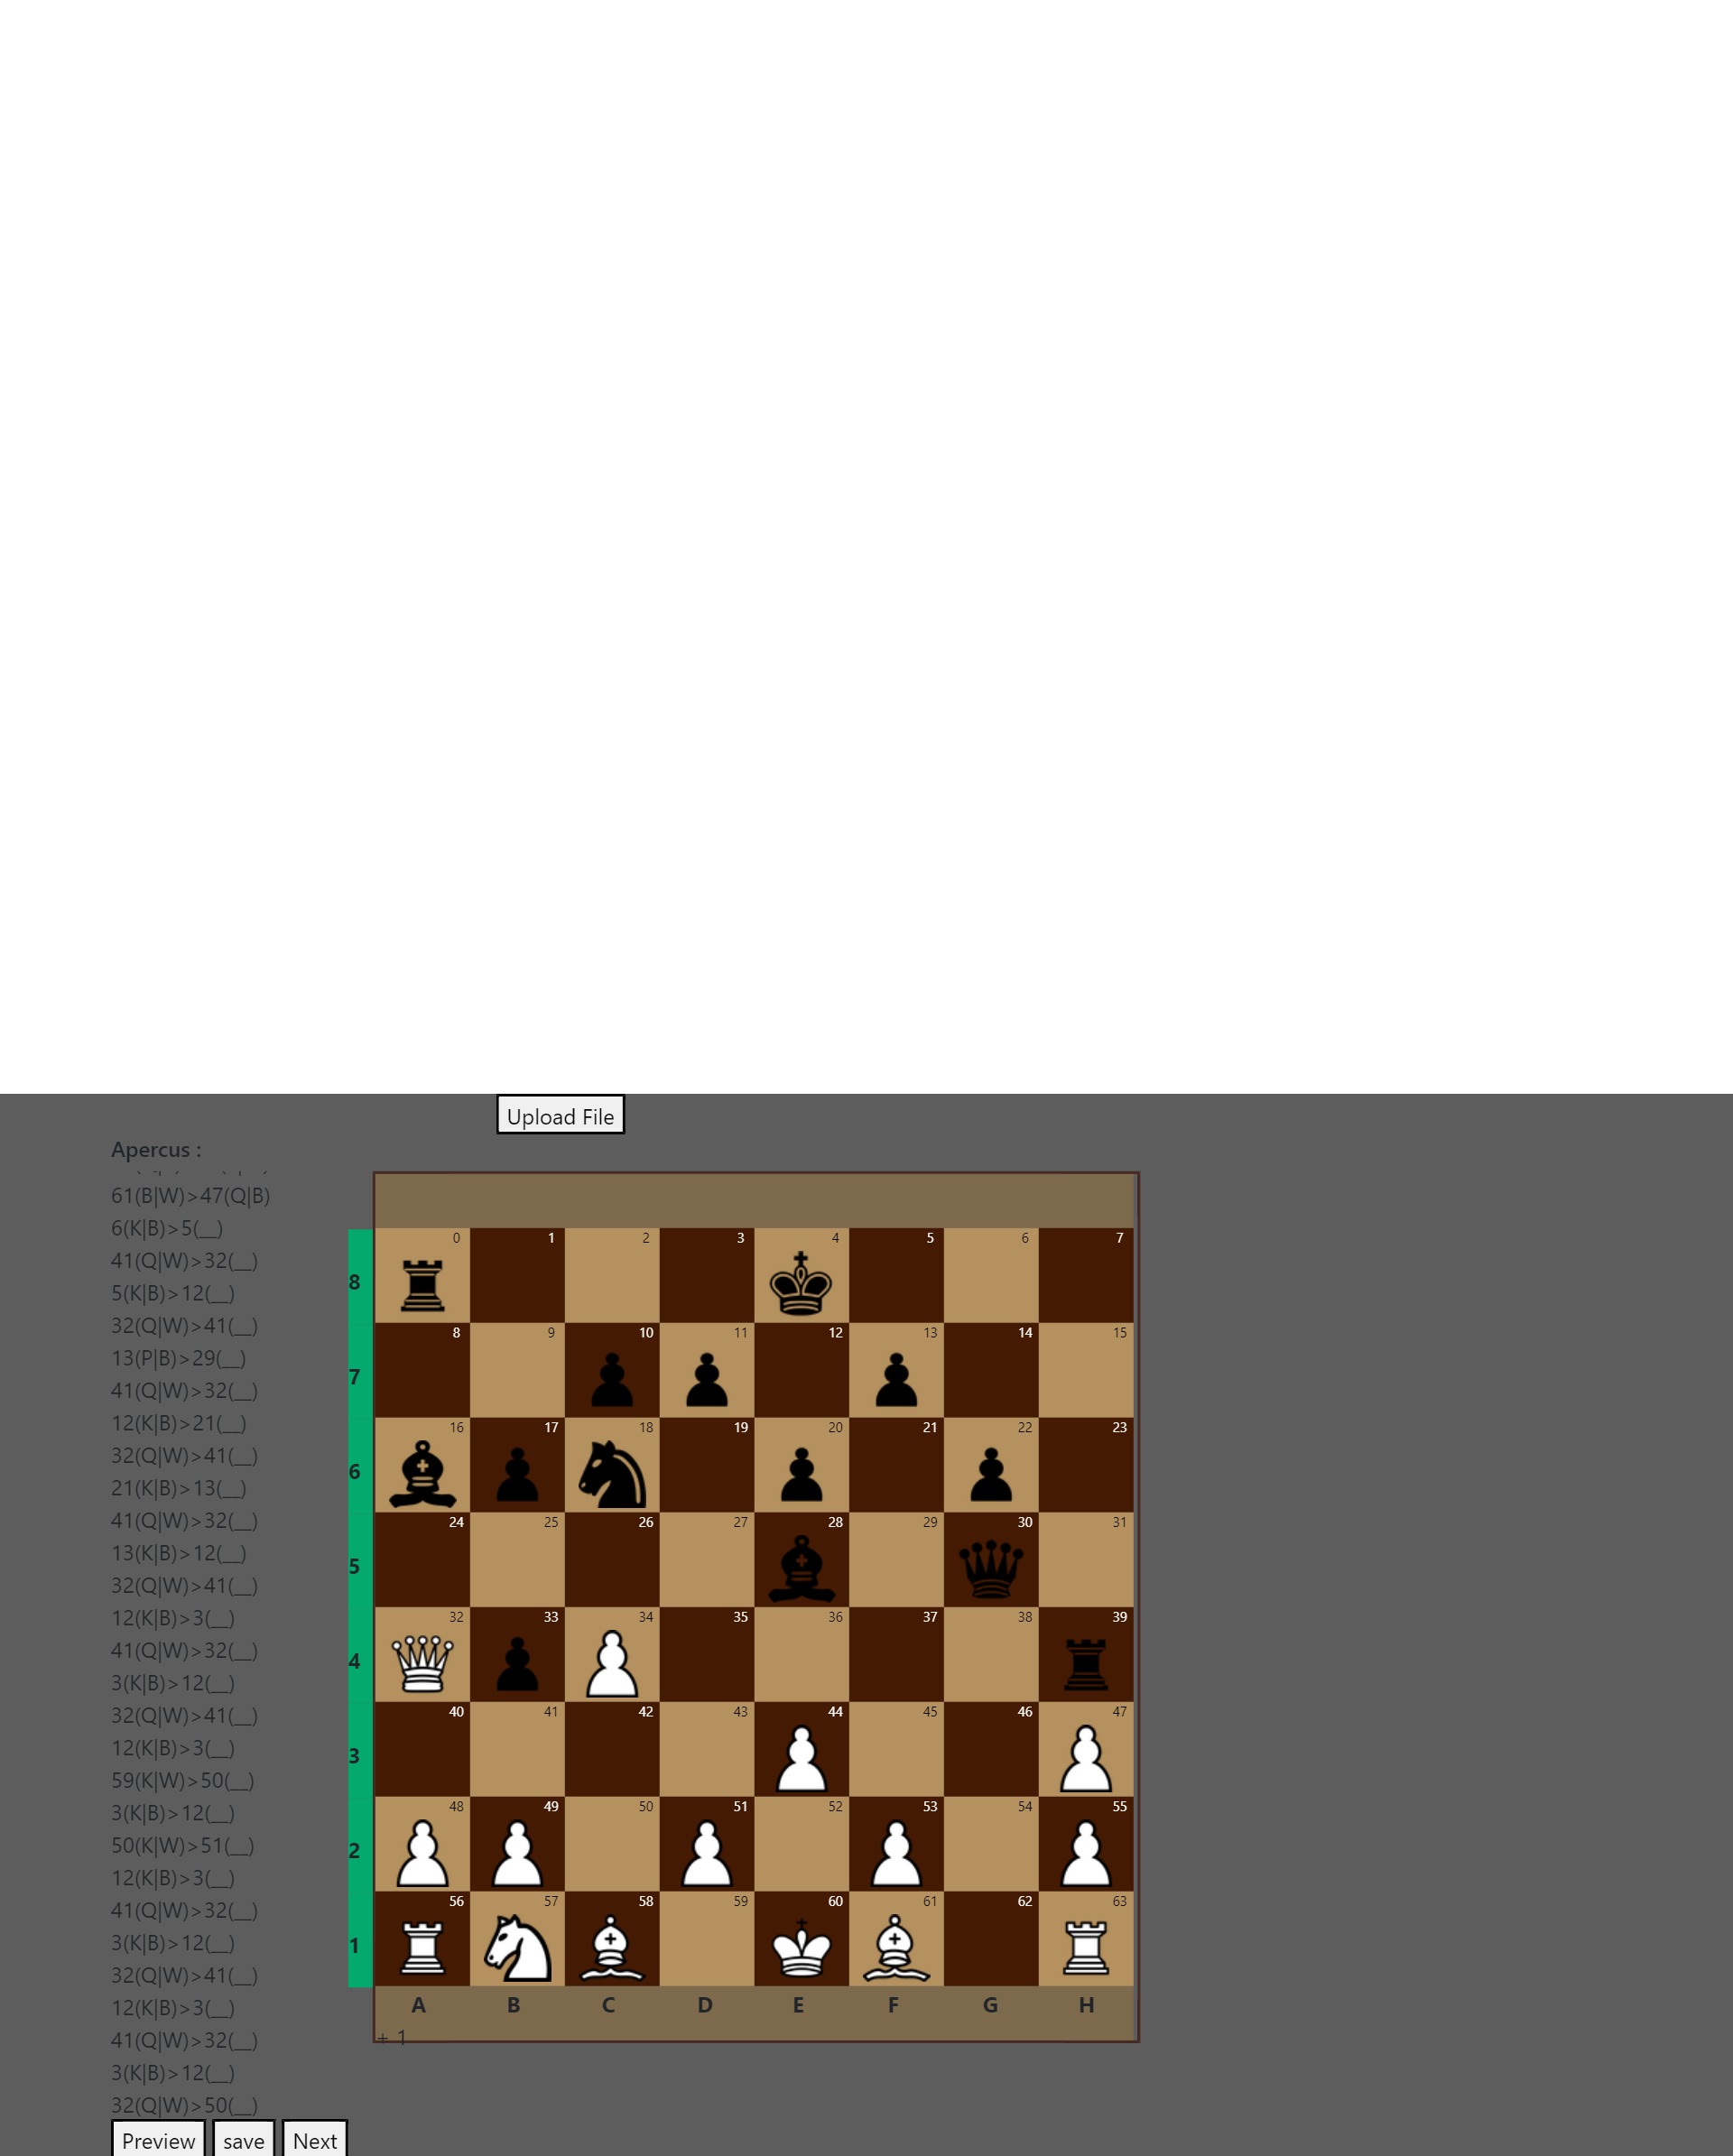 Upload File
Apercus :
61(B|W)>47(Q|B)
6(K|B)>5(__)
41(Q|W)>32(__)
5(K|B)>12(__)
32(Q|W)>41(__)
13(P|B)>29(__)
41(Q|W)>32(__)
12(K|B)>21(__)
32(Q|W)>41(__)
21(K|B)>13(__)
41(Q|W)>32(__)
13(K|B)>12(__)
32(Q|W)>41(__)
12(K|B)>3(__)
41(Q|W)>32(__)
3(K|B)>12(__)
32(Q|W)>41(__)
12(K|B)>3(__)
59(K|W)>50(__)
3(K|B)>12(__)
50(K|W)>51(__)
12(K|B)>3(__)
41(Q|W)>32(__)
3(K|B)>12(__)
32(Q|W)>41(__)
12(K|B)>3(__)
41(Q|W)>32(__)
3(K|B)>12(__)
32(Q|W)>50(__)
Preview save Next
0 1 2 3 4 5 6 7
8
8 9 10 11 12 13 14 15
7
16 17 18 19 20 21 22 23
6
24 25 26 27 28 29 30 31
5
32 33 34 35 36 37 38 39
4
40 41 42 43 44 45 46 47
3
48 49 50 51 52 53 54 55
2
56 57 58 59 60 61 62 63
1
A B C D E F G H
+ 1